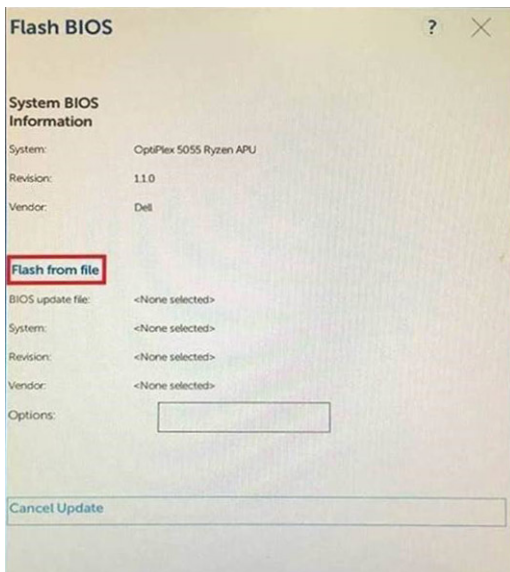 Flash BIOS ?
System BIOS
Information
System: OptiPlex 5055 Ryzen APU
Revision: 1.1.0
Vendor: Dell
Flash from file
BIOS update file: <None selected>
System: <None selected>
Revision: <None selected>
Vendor: <None selected>
Options:
Cancel Update